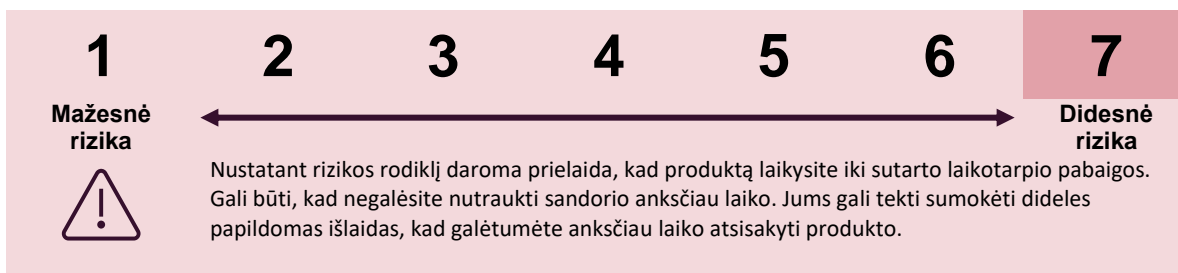 1 2 3 4 5 6 7
Mažesnė rizika
Didesnė rizika
Nustatant rizikos rodiklį daroma prielaida, kad produktą laikysite iki sutarto laikotarpio pabaigos.
Gali būti, kad negalėsite nutraukti sandorio anksčiau laiko. Jums gali tekti sumokėti dideles
papildomas išlaidas, kad galėtumėte anksčiau laiko atsisakyti produkto.